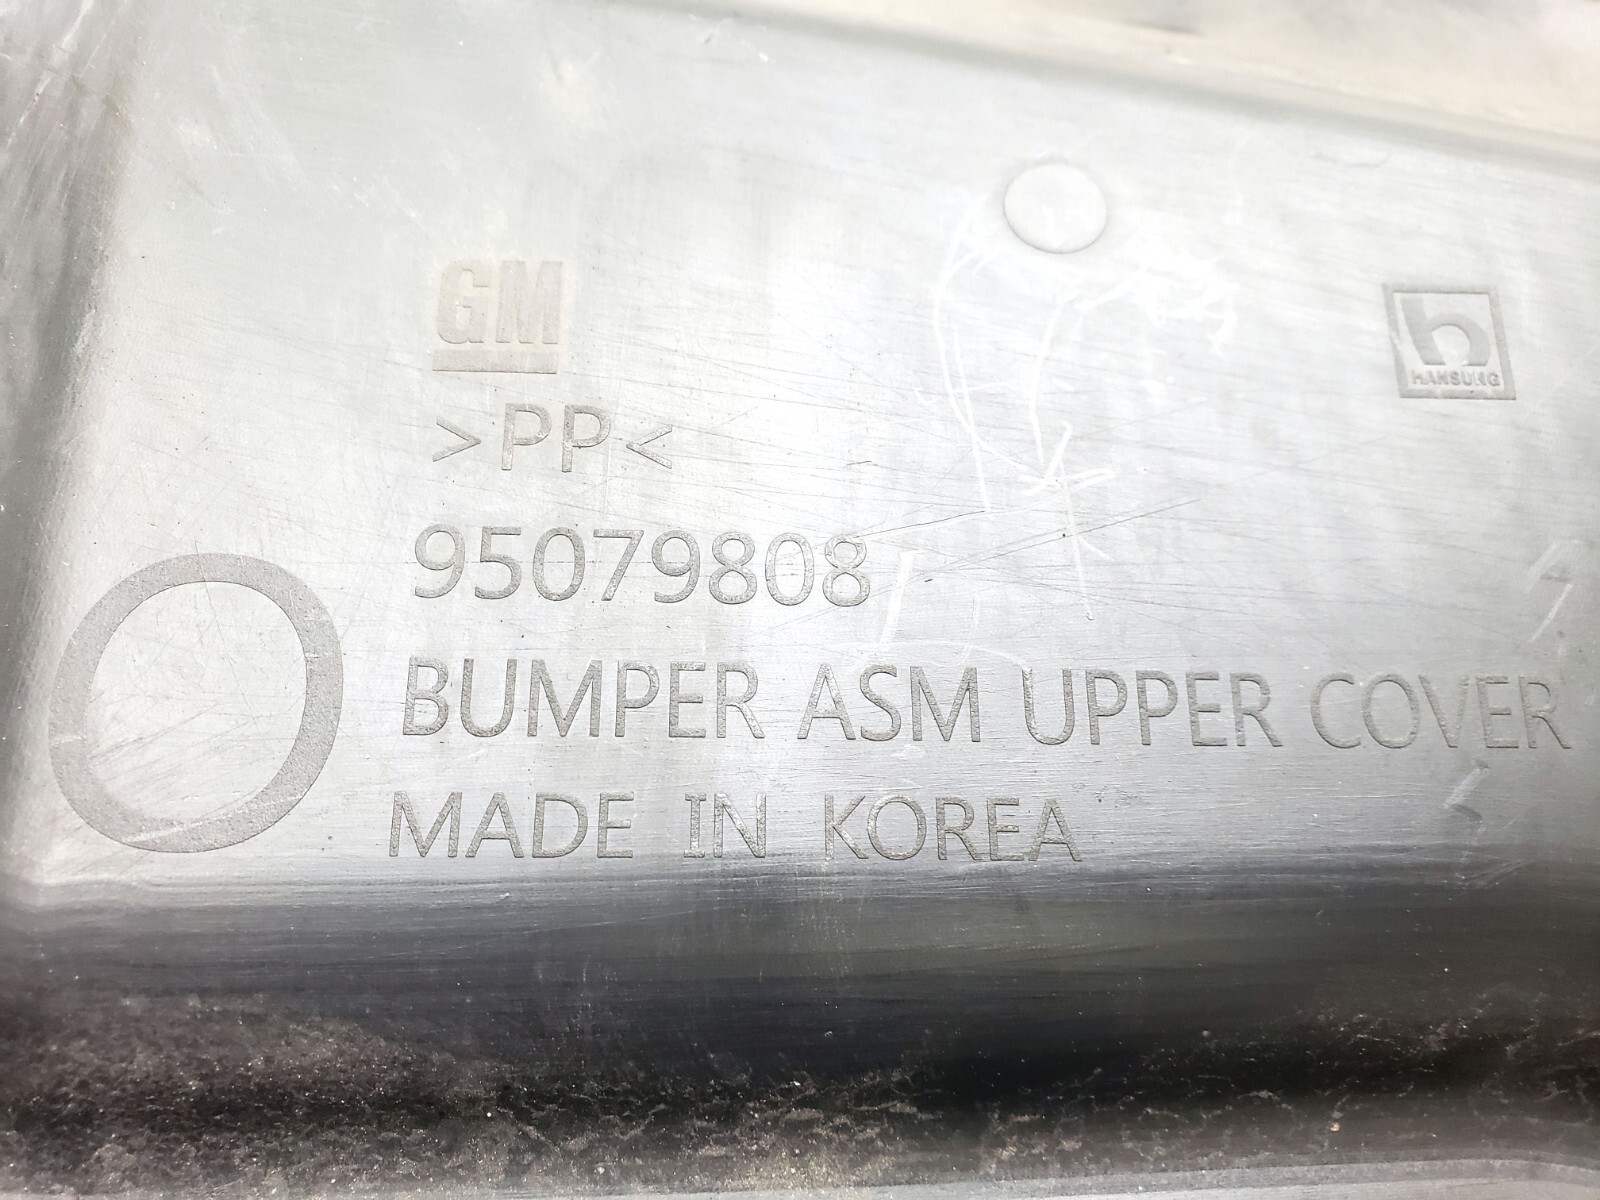 GM
HANSUNG
>PP<
95079808
BUMPER ASM UPPER COVER
MADE IN KOREA